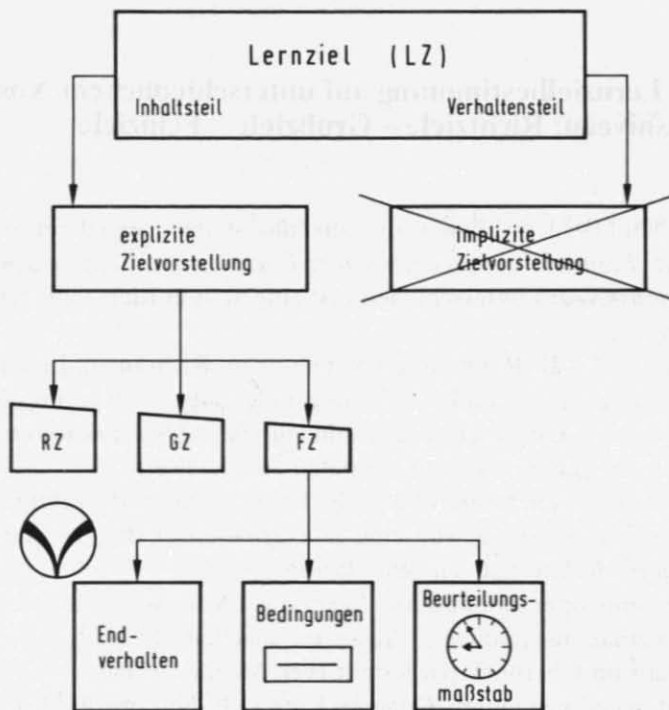 Lernziel (LZ)
Inhaltsteil Verhaltensteil
explizite
Zielvorstellung
Implizite
Zielvorstellung
RZ GZ FZ
End-
verhalten
Bedingungen
Beurteilungs-
maßstab